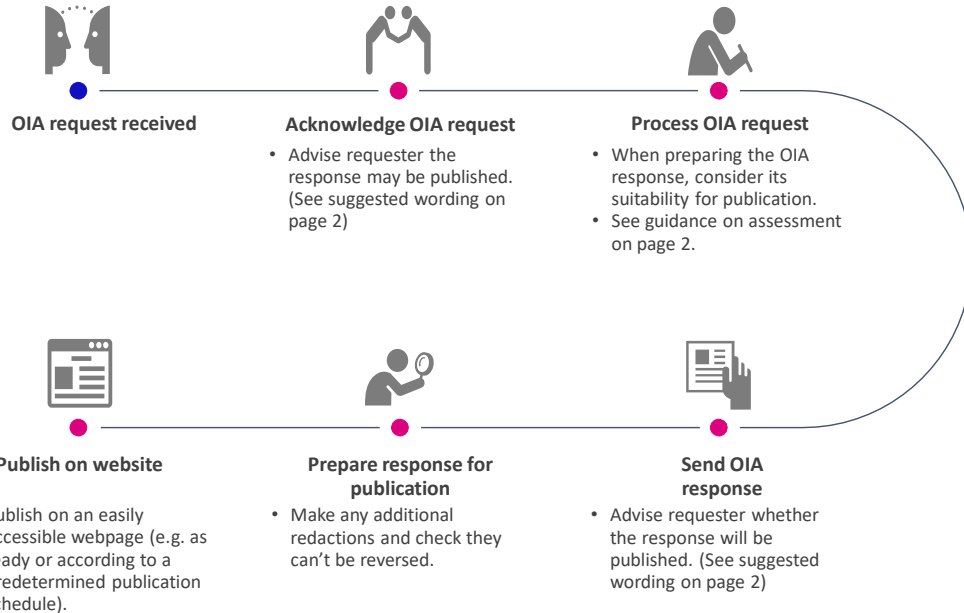 OIA request received
Acknowledge OIA request
• Advise requester the
response may be published.
(See suggested wording on
page 2)
Process OIA request
• When preparing the OIA
response, consider its
suitability for publication.
• See guidance on assessment
on page 2.
Publish on website
ublish on an easily
ccessible webpage (e.g. as
eady or according to a
redetermined publication
chedule).
Prepare response for
publication
• Make any additional
redactions and check they
can't be reversed.
Send OIA
response
• Advise requester whether
the response will be
published. (See suggested
wording on page 2)